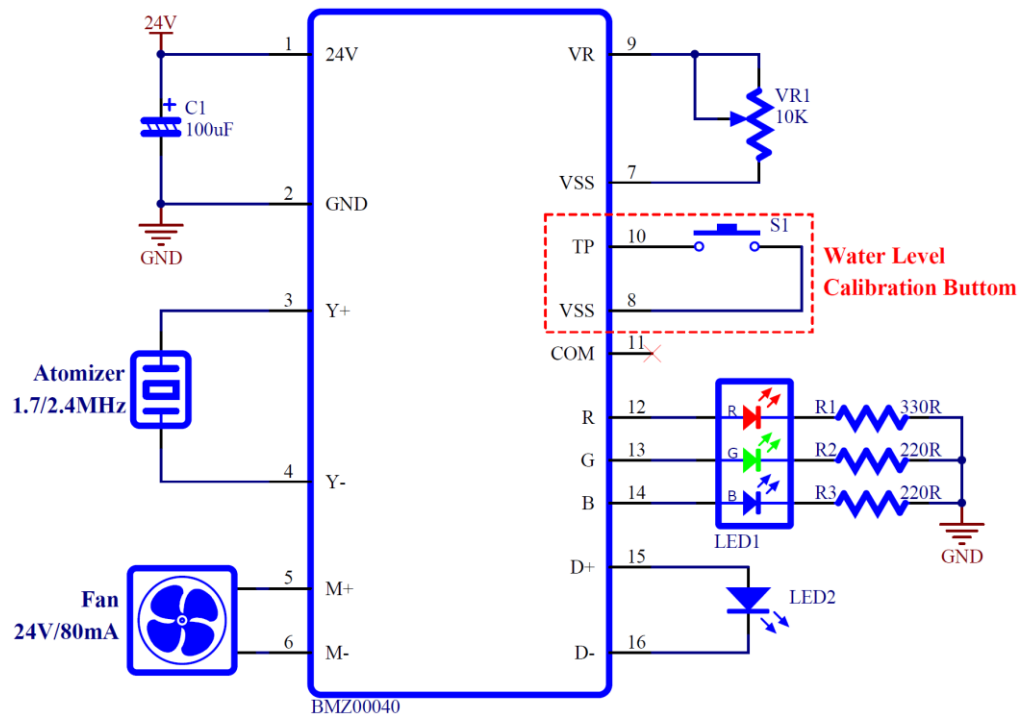 24V
1
24V
C1
100uF
2
GND
GND
3
Y+
Atomizer
1.7/2.4MHz
4
Y-
5
M+
Fan
24V/80mA
6
M-
BMZ00040
VR
9
VR1
10K
VSS
7
TP
10
S1
Water Level
Calibration Buttom
VSS
8
COM
11
R
12
R
R1
330R
G
13
G
R2
220R
B
14
B
R3
220R
LED1
GND
D+
15
LED2
D-
16